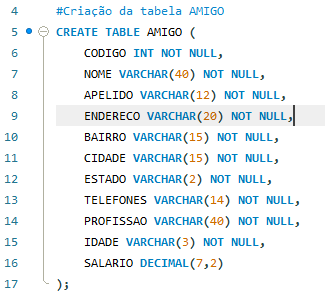 4 #Criação da tabela AMIGO
5 CREATE TABLE AMIGO (
6 CODIGO INT NOT NULL,
7 NOME VARCHAR(40) NOT NULL,
8 APELIDO VARCHAR(12) NOT NULL,
9 ENDERECO VARCHAR(20) NOT NULL,
10 BAIRRO VARCHAR(15) NOT NULL,
11 CIDADE VARCHAR(15) NOT NULL,
12 ESTADO VARCHAR(2) NOT NULL,
13 TELEFONES VARCHAR(14) NOT NULL,
14 PROFISSAO VARCHAR(40) NOT NULL,
15 IDADE VARCHAR(3) NOT NULL,
16 SALARIO DECIMAL(7,2)
17 );